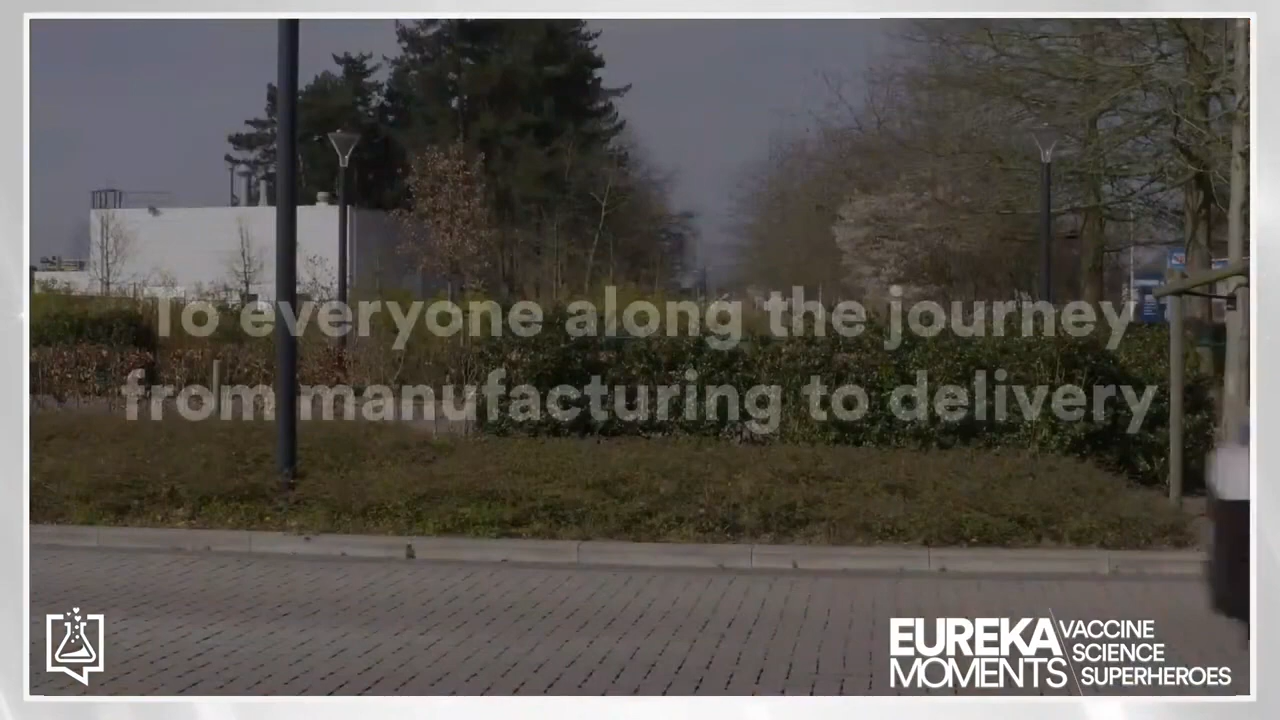 To everyone along the journey
from manufacturing to delivery
EUREKA
MOMENTS
VACCINE
SCIENCE
SUPERHEROES